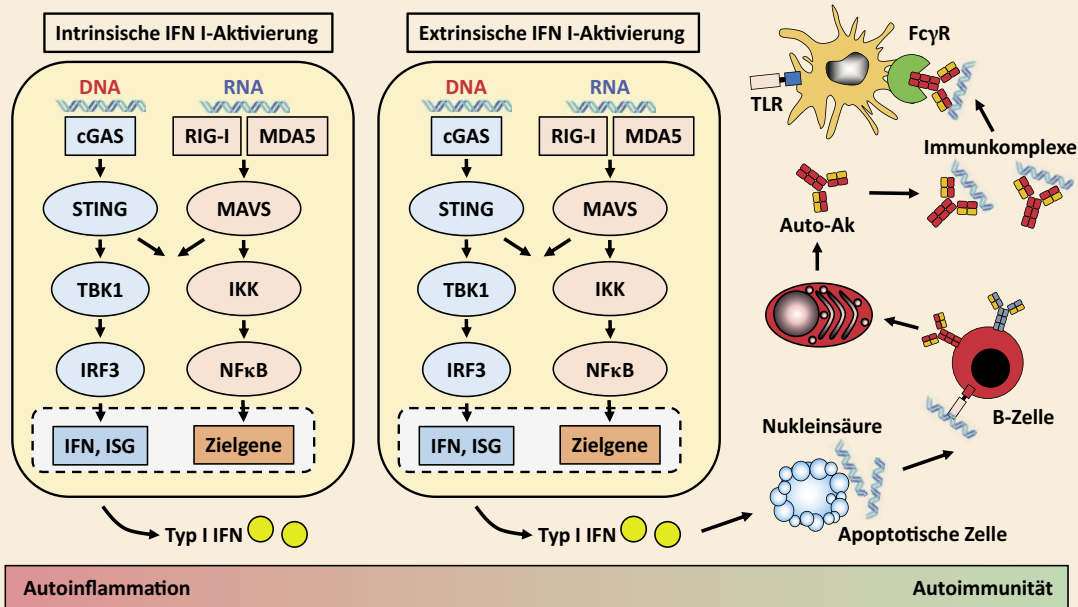 Intrinsische IFN I-Aktivierung
DNA
RNA
cGAS
RIG-I
MDA5
STING
MAVS
TBK1
IKK
IRF3
NFκB
IFN, ISG
Zielgene
Typ I IFN
Extrinsische IFN I-Aktivierung
DNA
RNA
cGAS
RIG-I
MDA5
STING
MAVS
TBK1
IKK
IRF3
NFκB
IFN, ISG
Zielgene
Typ I IFN
FcγR
TLR
Immunkomplexe
Auto-Ak
B-Zelle
Nukleinsäure
Apoptotische Zelle
Autoinflammation
Autoimmunität